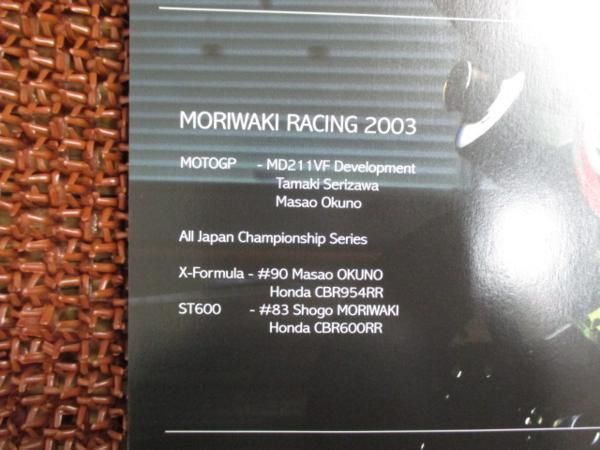 MORIWAKI RACING 2003
MOTOGP - MD211VF Development
Tamaki Serizawa
Masao Okuno
All Japan Championship Series
X-Formula - #90 Masao OKUNO
Honda CBR954RR
ST600 - #83 Shogo MORIWAKI
Honda CBR600RR